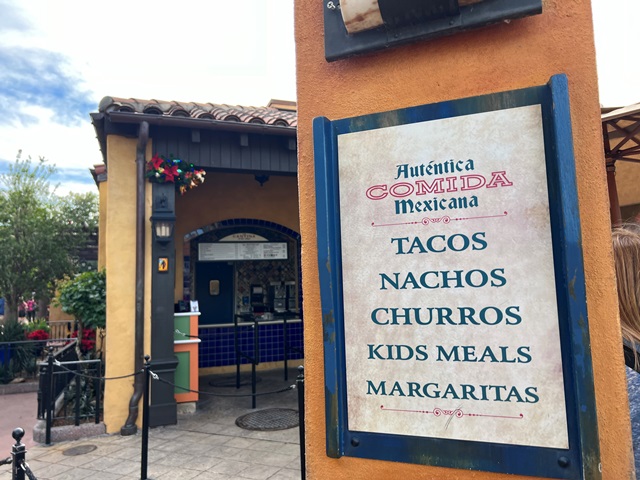 Auténtica
COMIDA
Mexicana
TACOS
NACHOS
CHURROS
KIDS MEALS
MARGARITAS